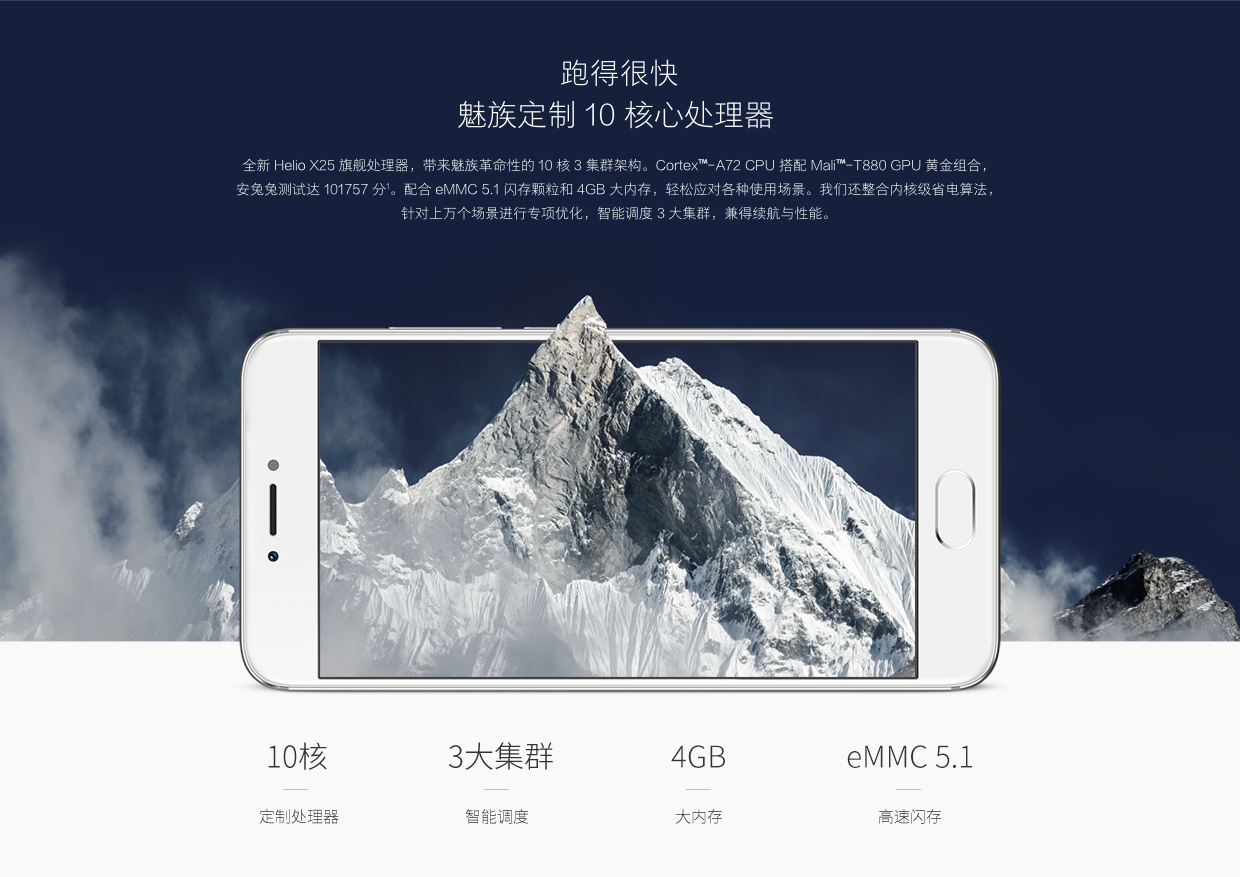 跑得很快
魅族定制 10 核心处理器
全新 Helio X25 旗舰处理器，带来魅族革命性的 10 核 3 集群架构。Cortex™-A72 CPU 搭配 Mali™-T880 GPU 黄金组合，
安兔兔测试达 101757 分¹。配合 eMMC 5.1 闪存颗粒和 4GB 大内存，轻松应对各种使用场景。我们还整合内核级省电算法，
针对上万个场景进行专项优化，智能调度 3 大集群，兼得续航与性能。
10核 3大集群 4GB eMMC 5.1
定制处理器 智能调度 大内存 高速闪存